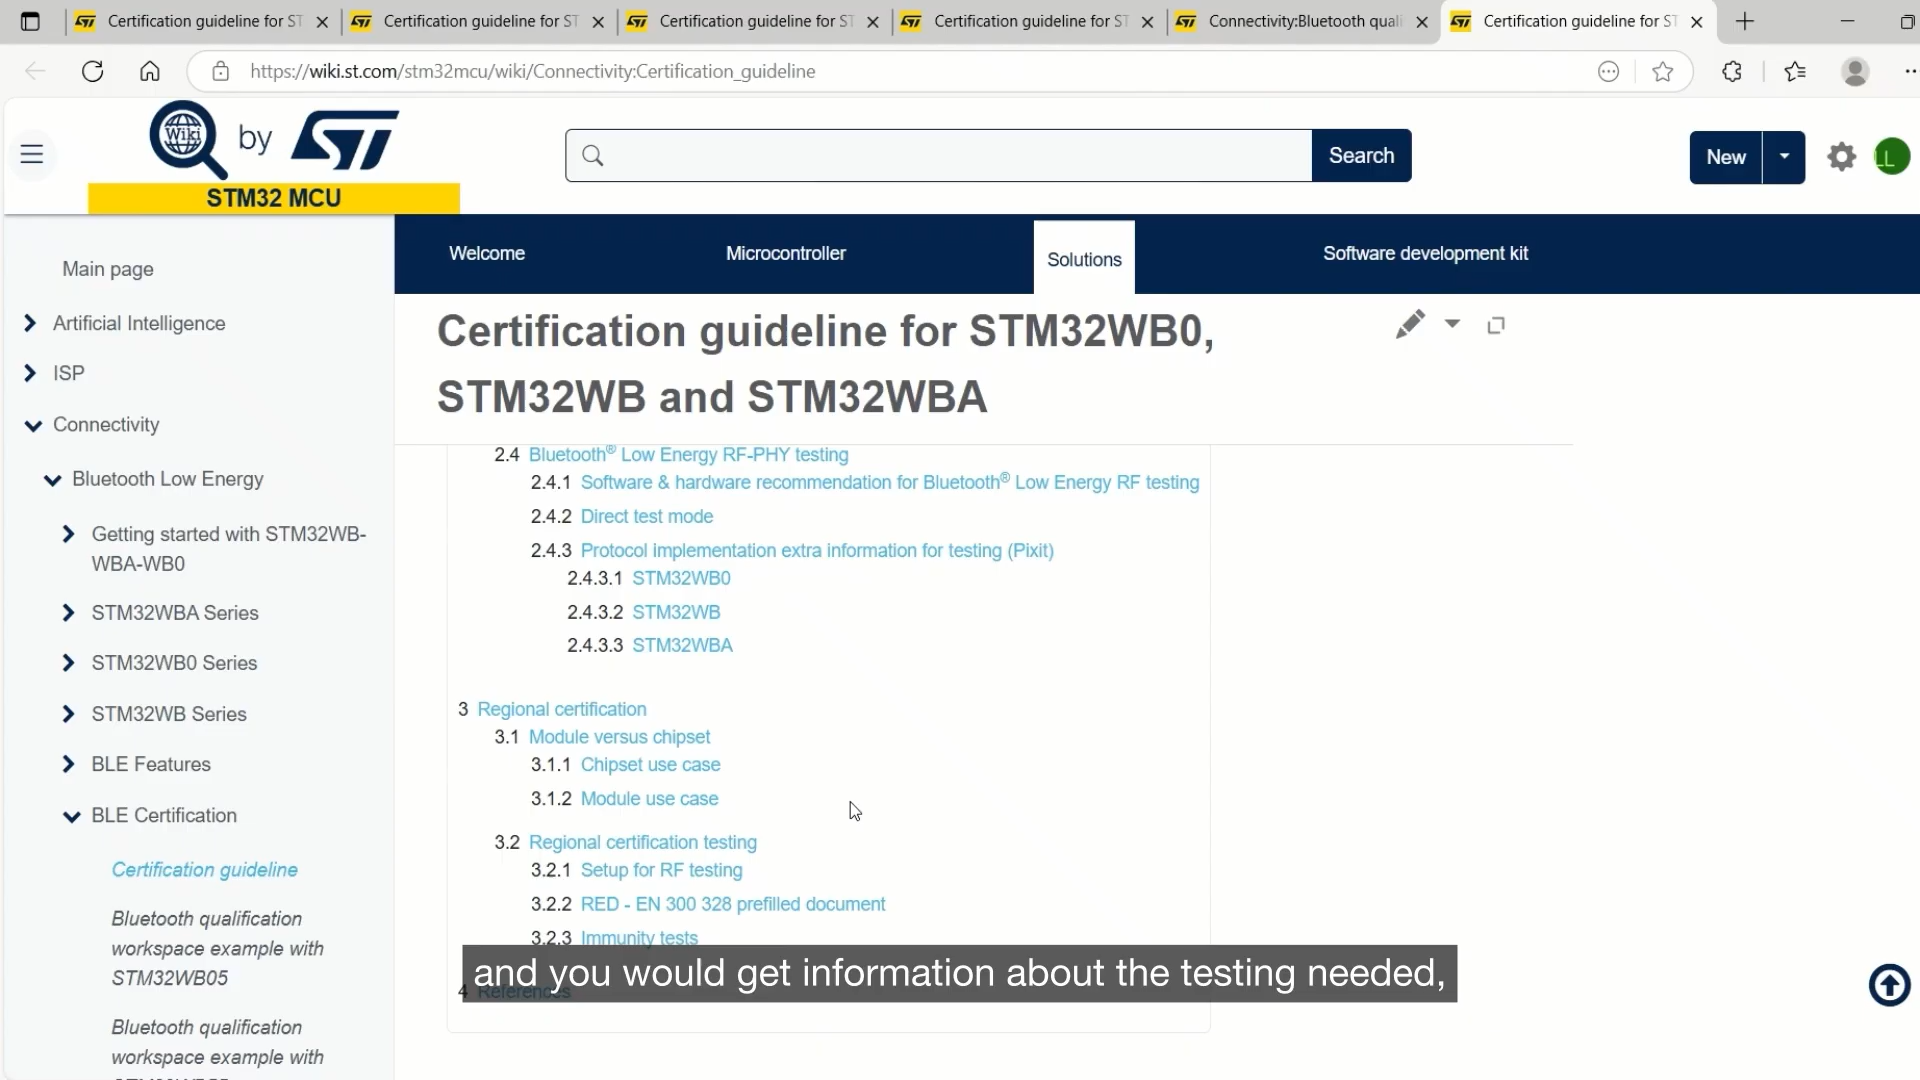 Certification guideline for ST
Certification guideline for ST
Certification guideline for ST
Certification guideline for ST
Connectivity:Bluetooth quali
Certification guideline for ST
https://wiki.st.com/stm32mcu/wiki/Connectivity:Certification_guideline
Wiki by ST
STM32 MCU
Search
New
LL
Welcome
Microcontroller
Solutions
Software development kit
Main page
Artificial Intelligence
ISP
Connectivity
Bluetooth Low Energy
Getting started with STM32WB-
WBA-WB0
STM32WBA Series
STM32WB0 Series
STM32WB Series
BLE Features
BLE Certification
Certification guideline
Bluetooth qualification
workspace example with
STM32WB05
Bluetooth qualification
workspace example with
Certification guideline for STM32WB0,
STM32WB and STM32WBA
2.4 Bluetooth® Low Energy RF-PHY testing
2.4.1 Software & hardware recommendation for Bluetooth® Low Energy RF testing
2.4.2 Direct test mode
2.4.3 Protocol implementation extra information for testing (Pixit)
2.4.3.1 STM32WB0
2.4.3.2 STM32WB
2.4.3.3 STM32WBA
3 Regional certification
3.1 Module versus chipset
3.1.1 Chipset use case
3.1.2 Module use case
3.2 Regional certification testing
3.2.1 Setup for RF testing
3.2.2 RED - EN 300 328 prefilled document
3.2.3 Immunity tests
4 References
and you would get information about the testing needed,